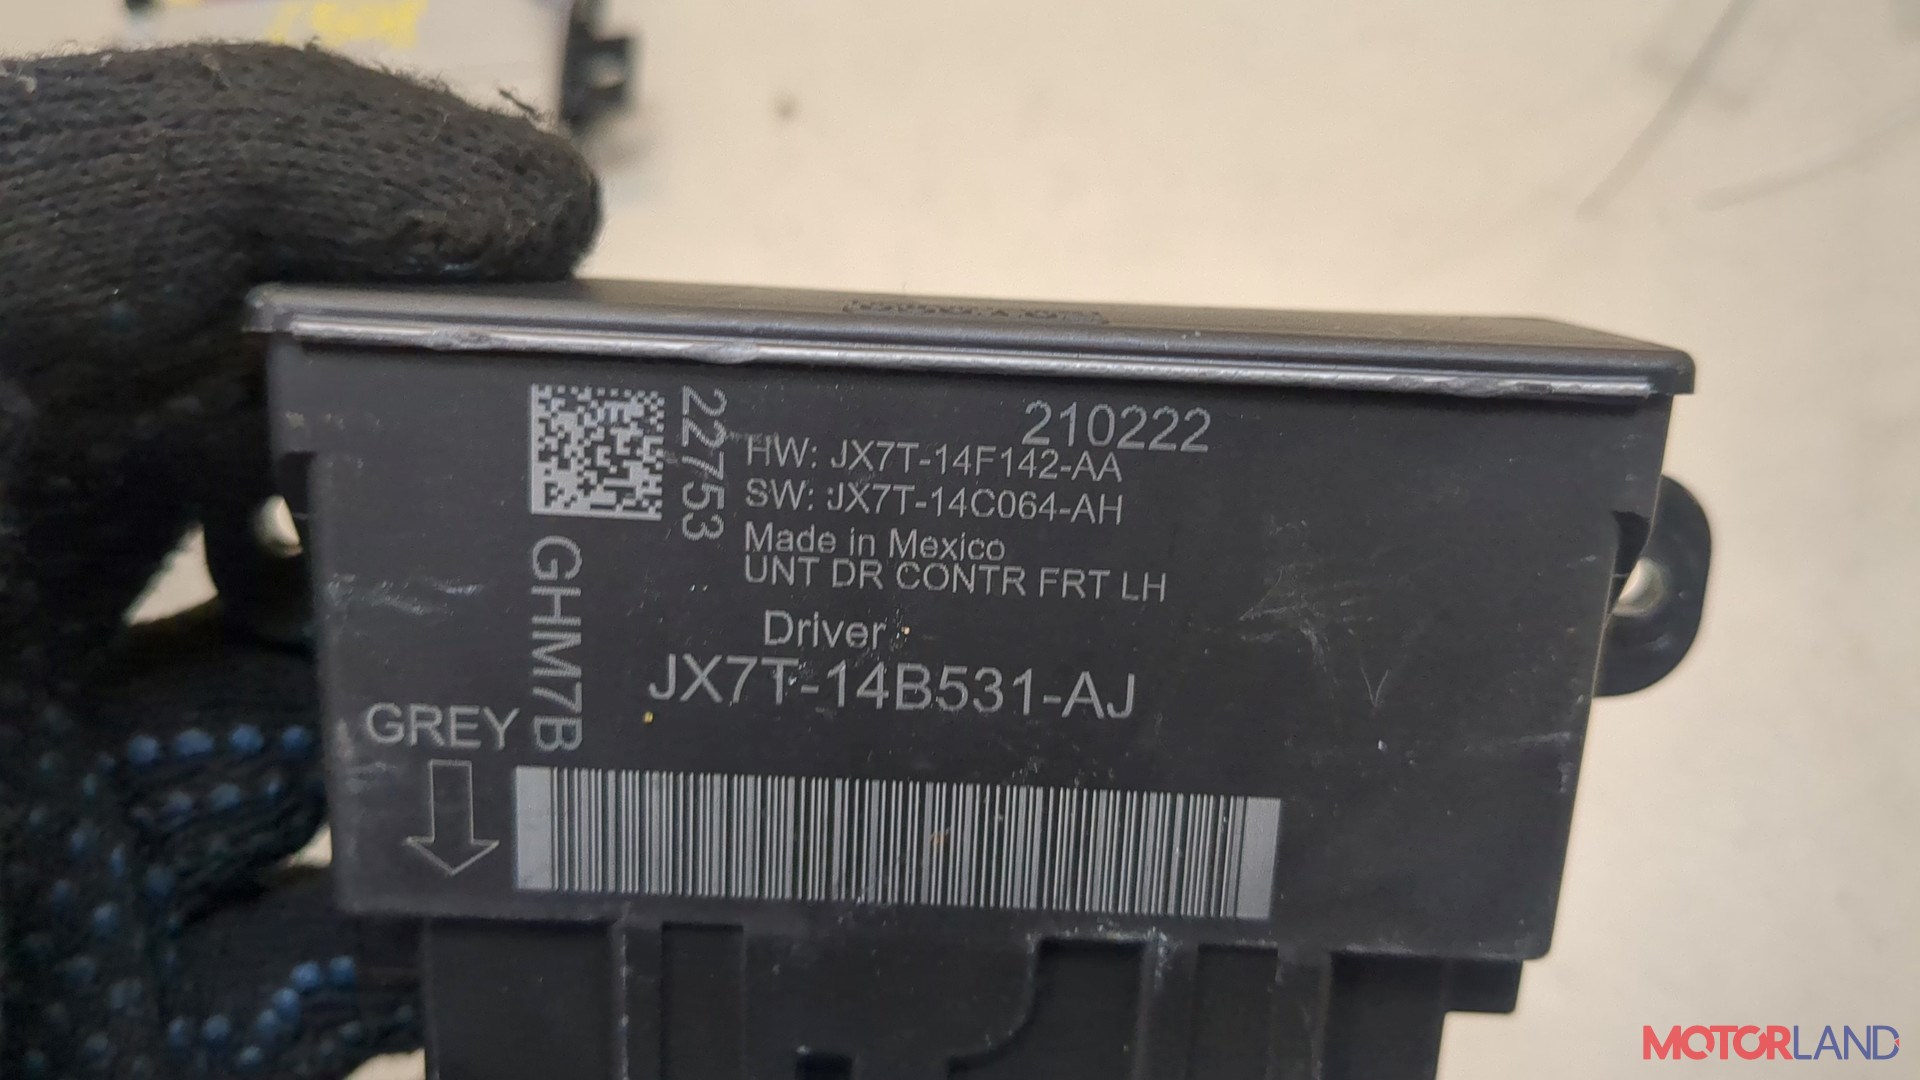 210222
227753
HW: JX7T-14F142-AA
SW: JX7T-14C064-AH
Made in Mexico
UNT DR CONTR FRT LH
Driver
JX7T-14B531-AJ
GHM7B
GREY
MOTORLAND